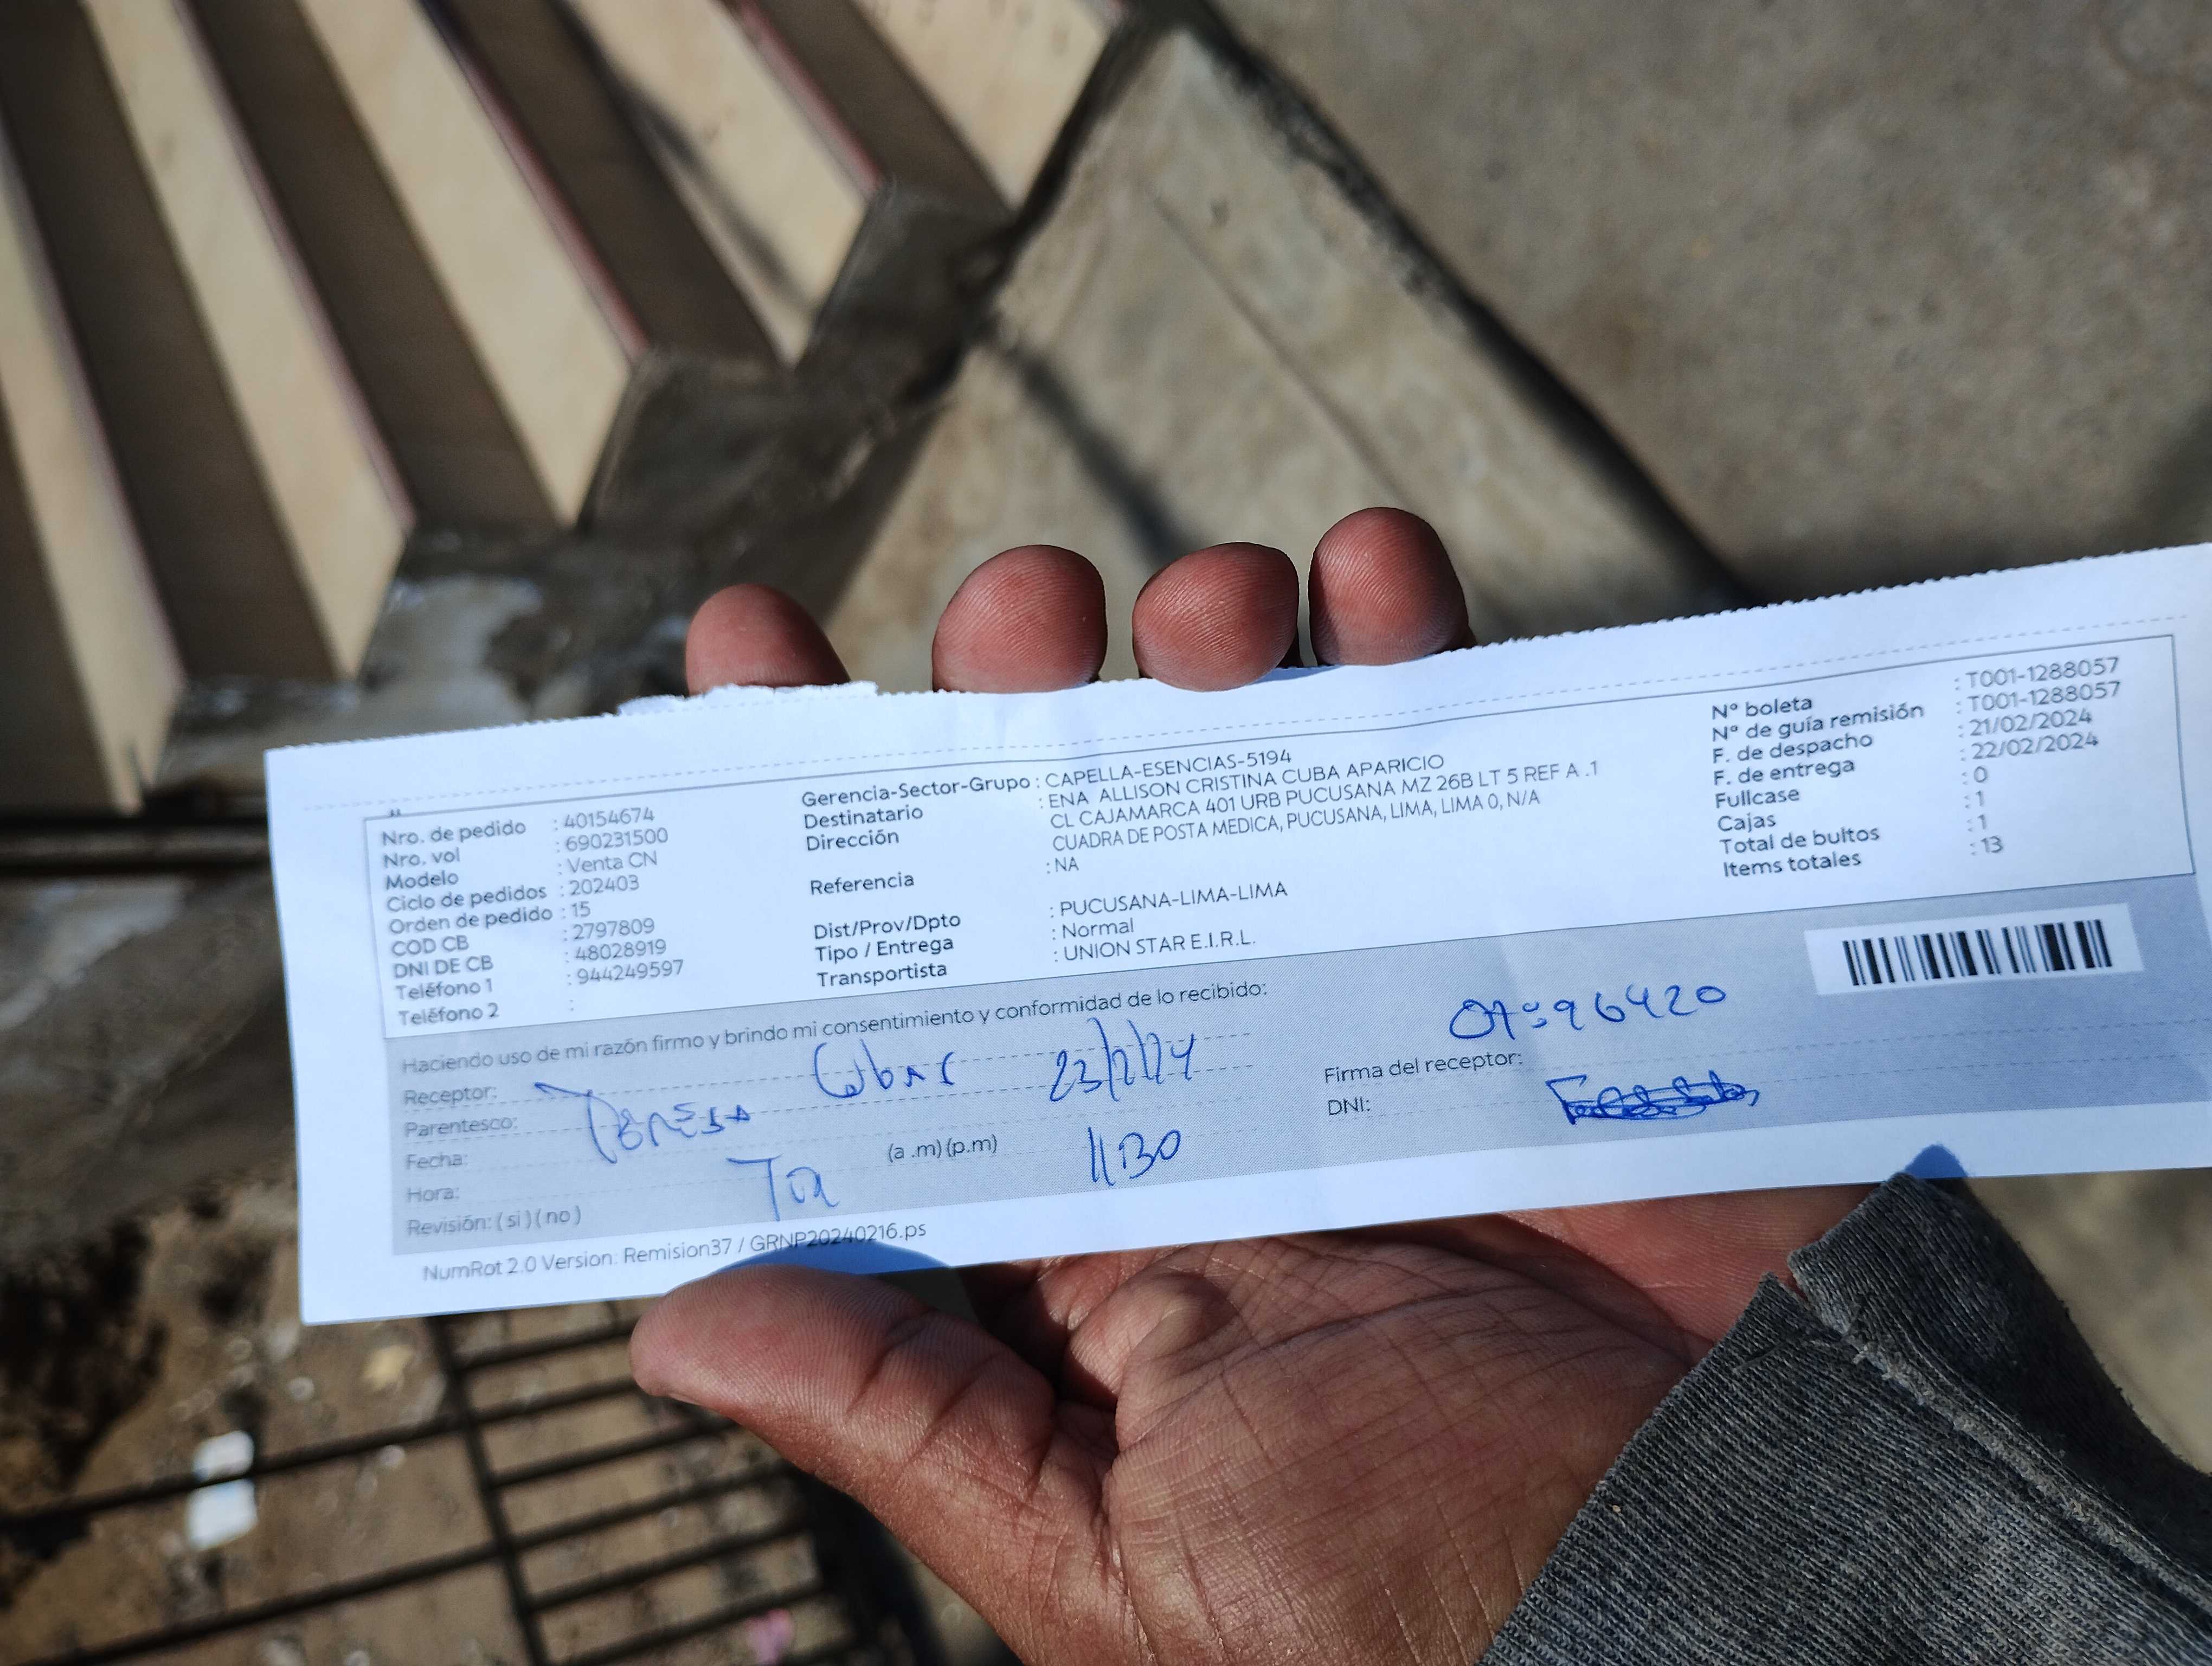 Nro. de pedido : 40154674
Nro. vol : 690231500
Modelo : Venta CN
Ciclo de pedidos : 202403
Orden de pedido : 15
COD CB : 2797809
DNI DE CB : 48028919
Teléfono 1 : 944249597
Teléfono 2 :
Gerencia-Sector-Grupo : CAPELLA-ESENCIAS-5194
Destinatario : ENA ALLISON CRISTINA CUBA APARICIO
Dirección CL CAJAMARCA 401 URB PUCUSANA MZ 26B LT 5 REF A .1
CUADRA DE POSTA MEDICA, PUCUSANA, LIMA, LIMA 0, N/A
Referencia : NA
Dist/Prov/Dpto : PUCUSANA-LIMA-LIMA
Tipo / Entrega : Normal
Transportista : UNION STAR E.I.R.L.
Nº boleta : T001-1288057
Nº de guía remisión : T001-1288057
F. de despacho : 21/02/2024
F. de entrega : 22/02/2024
Fullcase : 0
Cajas : 1
Total de bultos : 1
Items totales : 13
Haciendo uso de mi razón firmo y brindo mi consentimiento y conformidad de lo recibido:
Receptor:
Parentesco: Teresa
Fecha: 23/2/24
Hora: (a .m) (p.m) 1130
Revisión: ( si ) ( no )
Firma del receptor:
DNI:
NumRot 2.0 Version: Remision37 / GRNP20240216.ps